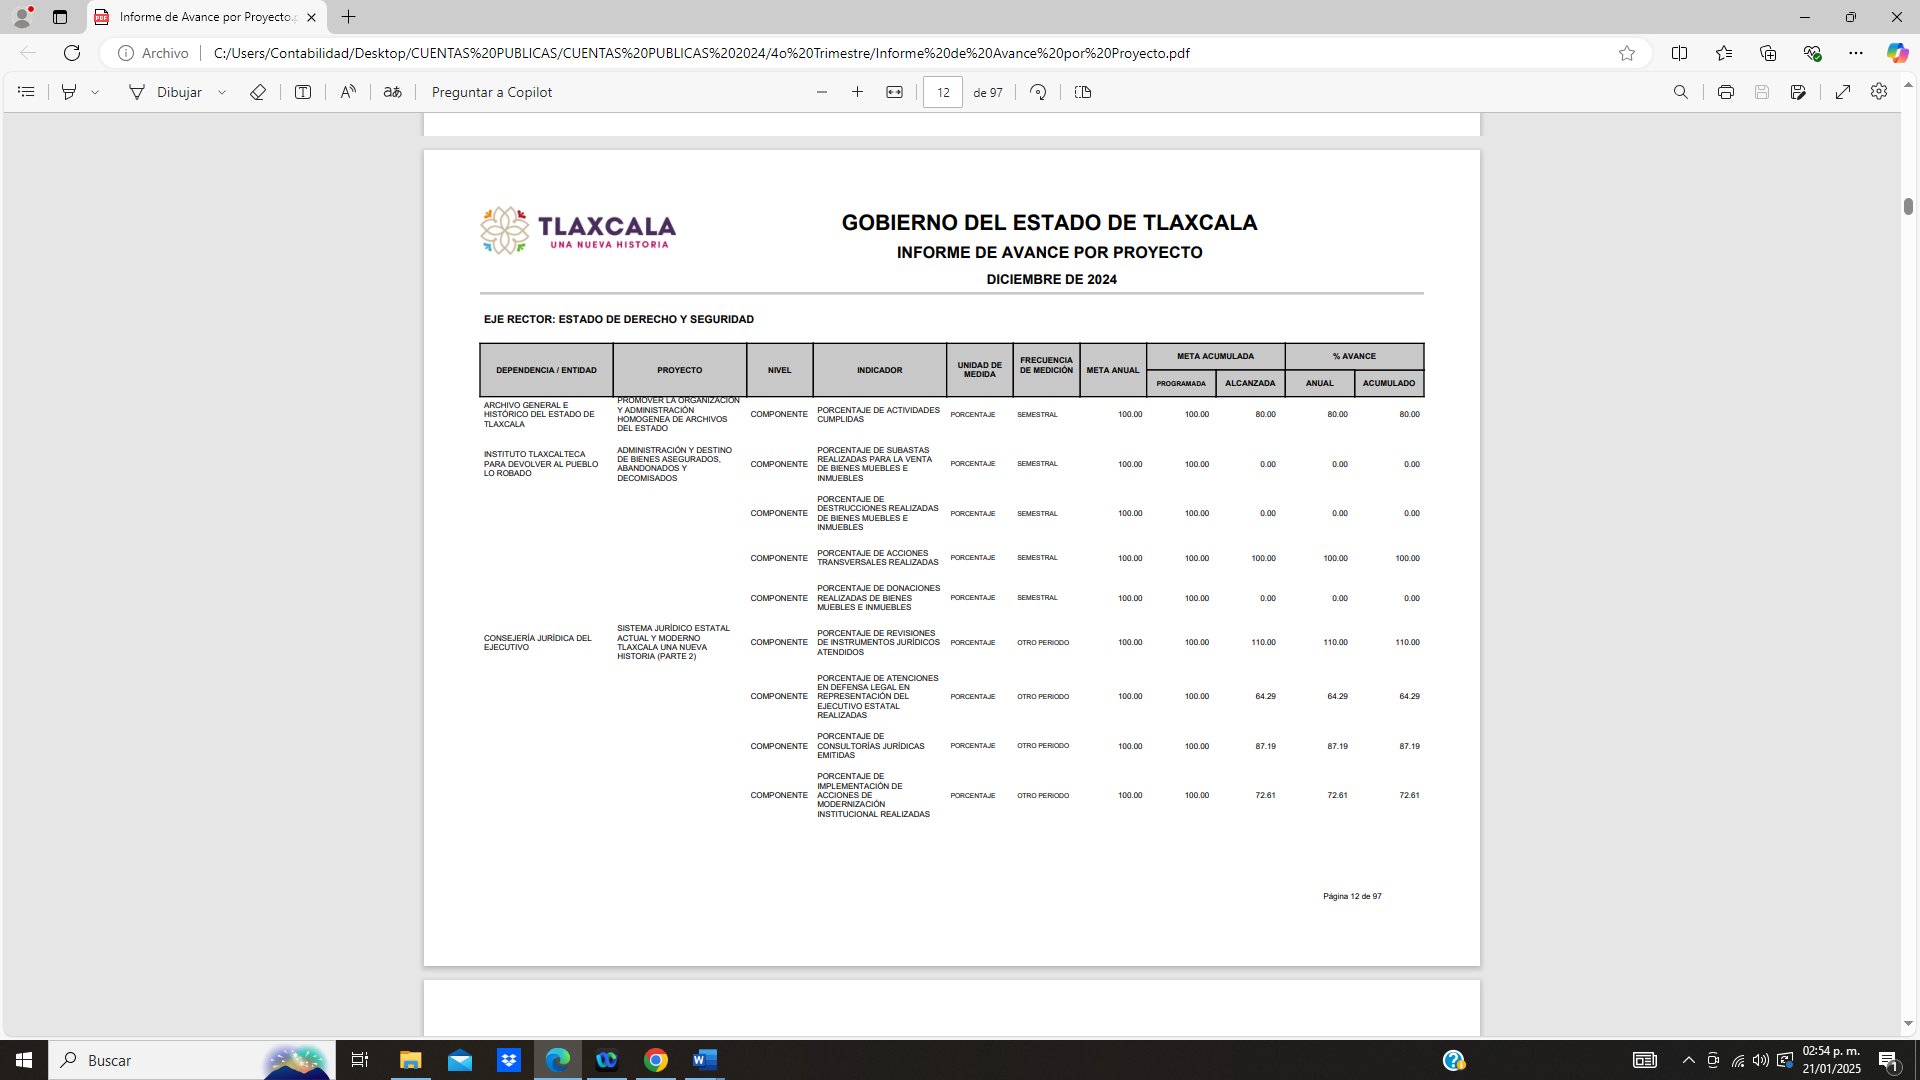 Informe de Avance por Proyecto.p
Archivo
C:/Users/Contabilidad/Desktop/CUENTAS%20PUBLICAS/CUENTAS%20PUBLICAS%202024/4o%20Trimestre/Informe%20de%20Avance%20por%20Proyecto.pdf
Dibujar
aあ
Preguntar a Copilot
12 de 97
TLAXCALA
UNA NUEVA HISTORIA
GOBIERNO DEL ESTADO DE TLAXCALA
INFORME DE AVANCE POR PROYECTO
DICIEMBRE DE 2024
EJE RECTOR: ESTADO DE DERECHO Y SEGURIDAD
DEPENDENCIA / ENTIDAD PROYECTO NIVEL INDICADOR UNIDAD DE MEDIDA FRECUENCIA DE MEDICIÓN META ANUAL META ACUMULADA % AVANCE
PROGRAMADA ALCANZADA ANUAL ACUMULADO
ARCHIVO GENERAL E HISTÓRICO DEL ESTADO DE TLAXCALA PROMOVER LA ORGANIZACIÓN Y ADMINISTRACIÓN HOMOGENEA DE ARCHIVOS DEL ESTADO COMPONENTE PORCENTAJE DE ACTIVIDADES CUMPLIDAS PORCENTAJE SEMESTRAL 100.00 100.00 80.00 80.00 80.00
INSTITUTO TLAXCALTECA PARA DEVOLVER AL PUEBLO LO ROBADO ADMINISTRACIÓN Y DESTINO DE BIENES ASEGURADOS, ABANDONADOS Y DECOMISADOS COMPONENTE PORCENTAJE DE SUBASTAS REALIZADAS PARA LA VENTA DE BIENES MUEBLES E INMUEBLES PORCENTAJE SEMESTRAL 100.00 100.00 0.00 0.00 0.00
COMPONENTE PORCENTAJE DE DESTRUCCIONES REALIZADAS DE BIENES MUEBLES E INMUEBLES PORCENTAJE SEMESTRAL 100.00 100.00 0.00 0.00 0.00
COMPONENTE PORCENTAJE DE ACCIONES TRANSVERSALES REALIZADAS PORCENTAJE SEMESTRAL 100.00 100.00 100.00 100.00 100.00
COMPONENTE PORCENTAJE DE DONACIONES REALIZADAS DE BIENES MUEBLES E INMUEBLES PORCENTAJE SEMESTRAL 100.00 100.00 0.00 0.00 0.00
CONSEJERÍA JURÍDICA DEL EJECUTIVO SISTEMA JURÍDICO ESTATAL ACTUAL Y MODERNO TLAXCALA UNA NUEVA HISTORIA (PARTE 2) COMPONENTE PORCENTAJE DE REVISIONES DE INSTRUMENTOS JURÍDICOS ATENDIDOS PORCENTAJE OTRO PERIODO 100.00 100.00 110.00 110.00 110.00
COMPONENTE PORCENTAJE DE ATENCIONES EN DEFENSA LEGAL EN REPRESENTACIÓN DEL EJECUTIVO ESTATAL REALIZADAS PORCENTAJE OTRO PERIODO 100.00 100.00 64.29 64.29 64.29
COMPONENTE PORCENTAJE DE CONSULTORÍAS JURÍDICAS EMITIDAS PORCENTAJE OTRO PERIODO 100.00 100.00 87.19 87.19 87.19
COMPONENTE PORCENTAJE DE IMPLEMENTACIÓN DE ACCIONES DE MODERNIZACIÓN INSTITUCIONAL REALIZADAS PORCENTAJE OTRO PERIODO 100.00 100.00 72.61 72.61 72.61
Página 12 de 97
Buscar
02:54 p. m.
21/01/2025
1